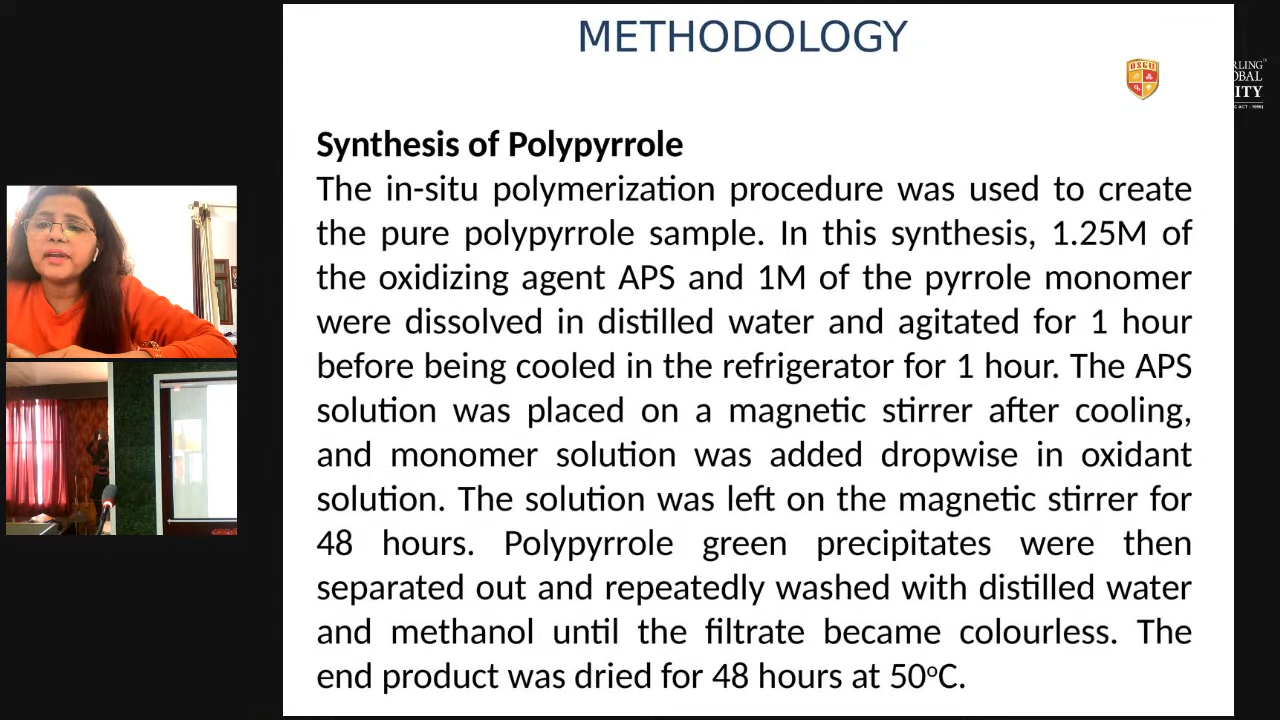 METHODOLOGY
OSGU
RLING
OBAL
ITY
Synthesis of Polypyrrole
The in-situ polymerization procedure was used to create
the pure polypyrrole sample. In this synthesis, 1.25M of
the oxidizing agent APS and 1M of the pyrrole monomer
were dissolved in distilled water and agitated for 1 hour
before being cooled in the refrigerator for 1 hour. The APS
solution was placed on a magnetic stirrer after cooling,
and monomer solution was added dropwise in oxidant
solution. The solution was left on the magnetic stirrer for
48 hours. Polypyrrole green precipitates were then
separated out and repeatedly washed with distilled water
and methanol until the filtrate became colourless. The
end product was dried for 48 hours at 50°C.